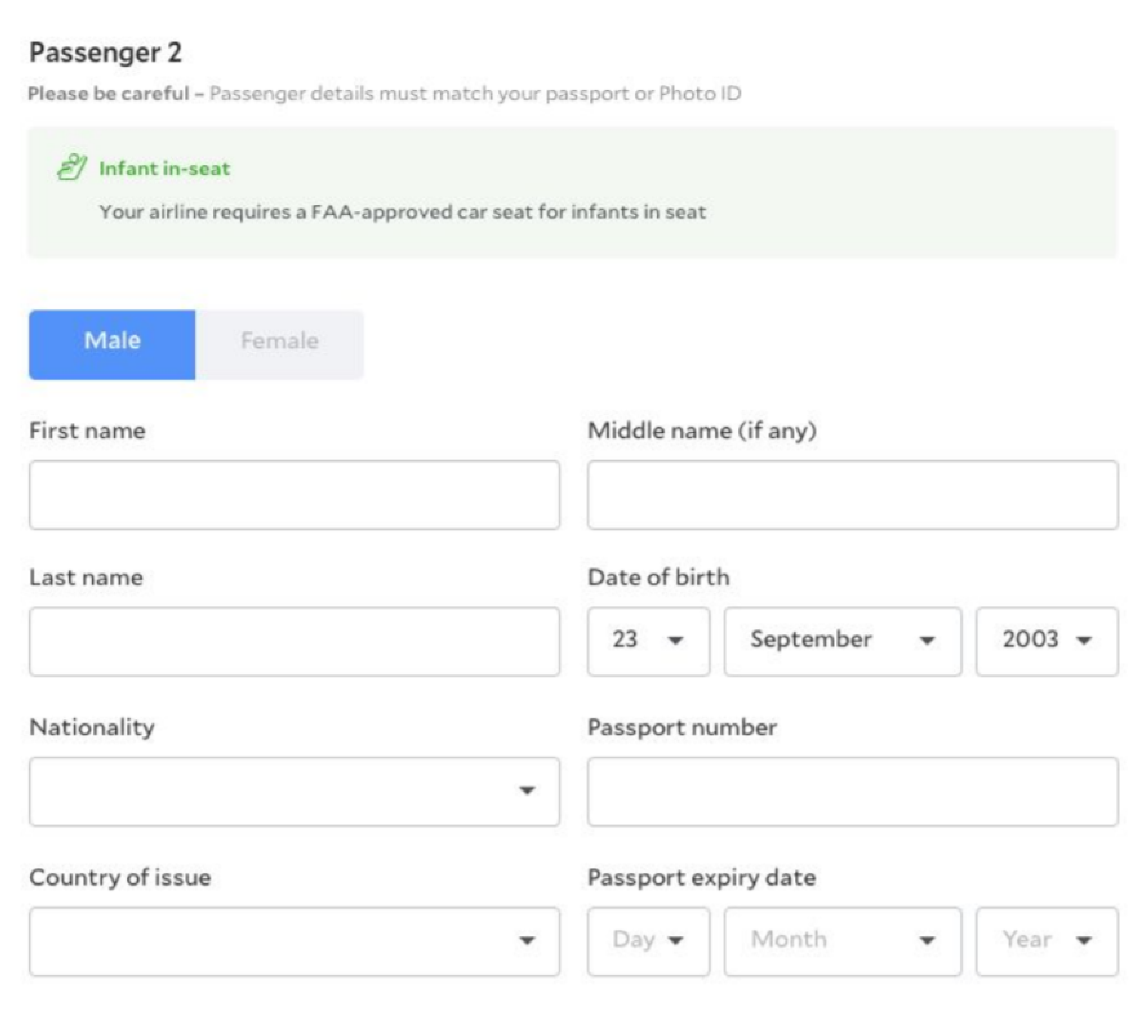 Passenger 2
Please be careful – Passenger details must match your passport or Photo ID
Infant in-seat
Your airline requires a FAA-approved car seat for infants in seat
Male Female
First name Middle name (if any)
Last name Date of birth
23 September 2003
Nationality Passport number
Country of issue Passport expiry date
Day Month Year